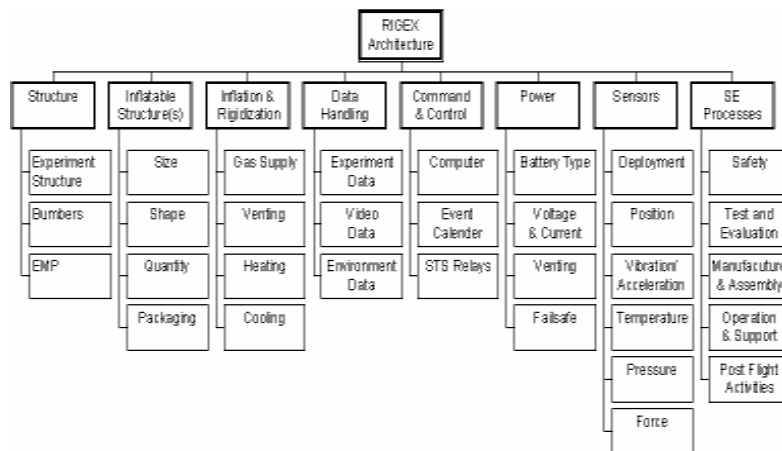 RIGEX
Architecture
Structure
Experiment
Structure
Bumbers
EMP
Inflatable
Structure(s)
Size
Shape
Quantity
Packaging
Inflation &
Rigidization
Gas Supply
Venting
Heating
Cooling
Data
Handling
Experiment
Data
Video
Data
Environment
Data
Command
& Control
Computer
Event
Calender
STS Relays
Power
Battery Type
Voltage
& Current
Venting
Failsafe
Sensors
Deployment
Position
Vibration/
Acceleration
Temperature
Pressure
Force
SE
Processes
Safety
Test and
Evaluation
Manufacuture
& Assembly
Operation
& Support
Post Flight
Activities